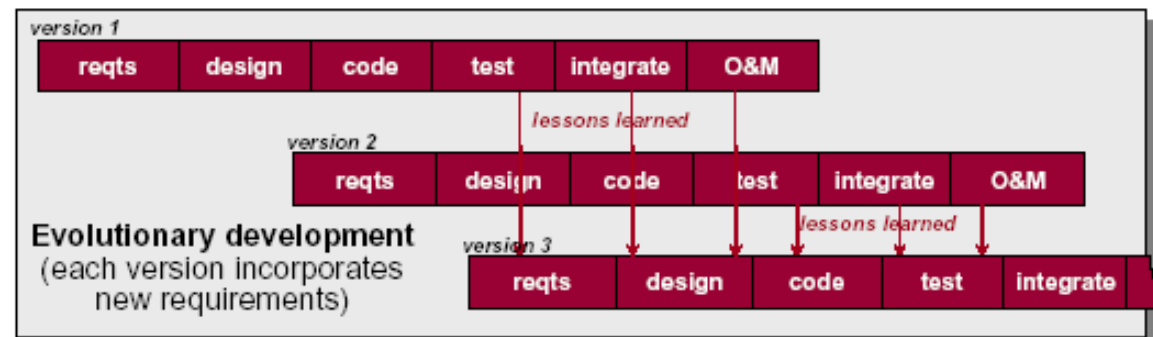 version 1
reqts design code test integrate O&M
lessons learned
version 2
reqts design code test integrate O&M
lessons learned
Evolutionary development
(each version incorporates
new requirements)
version 3
reqts design code test integrate